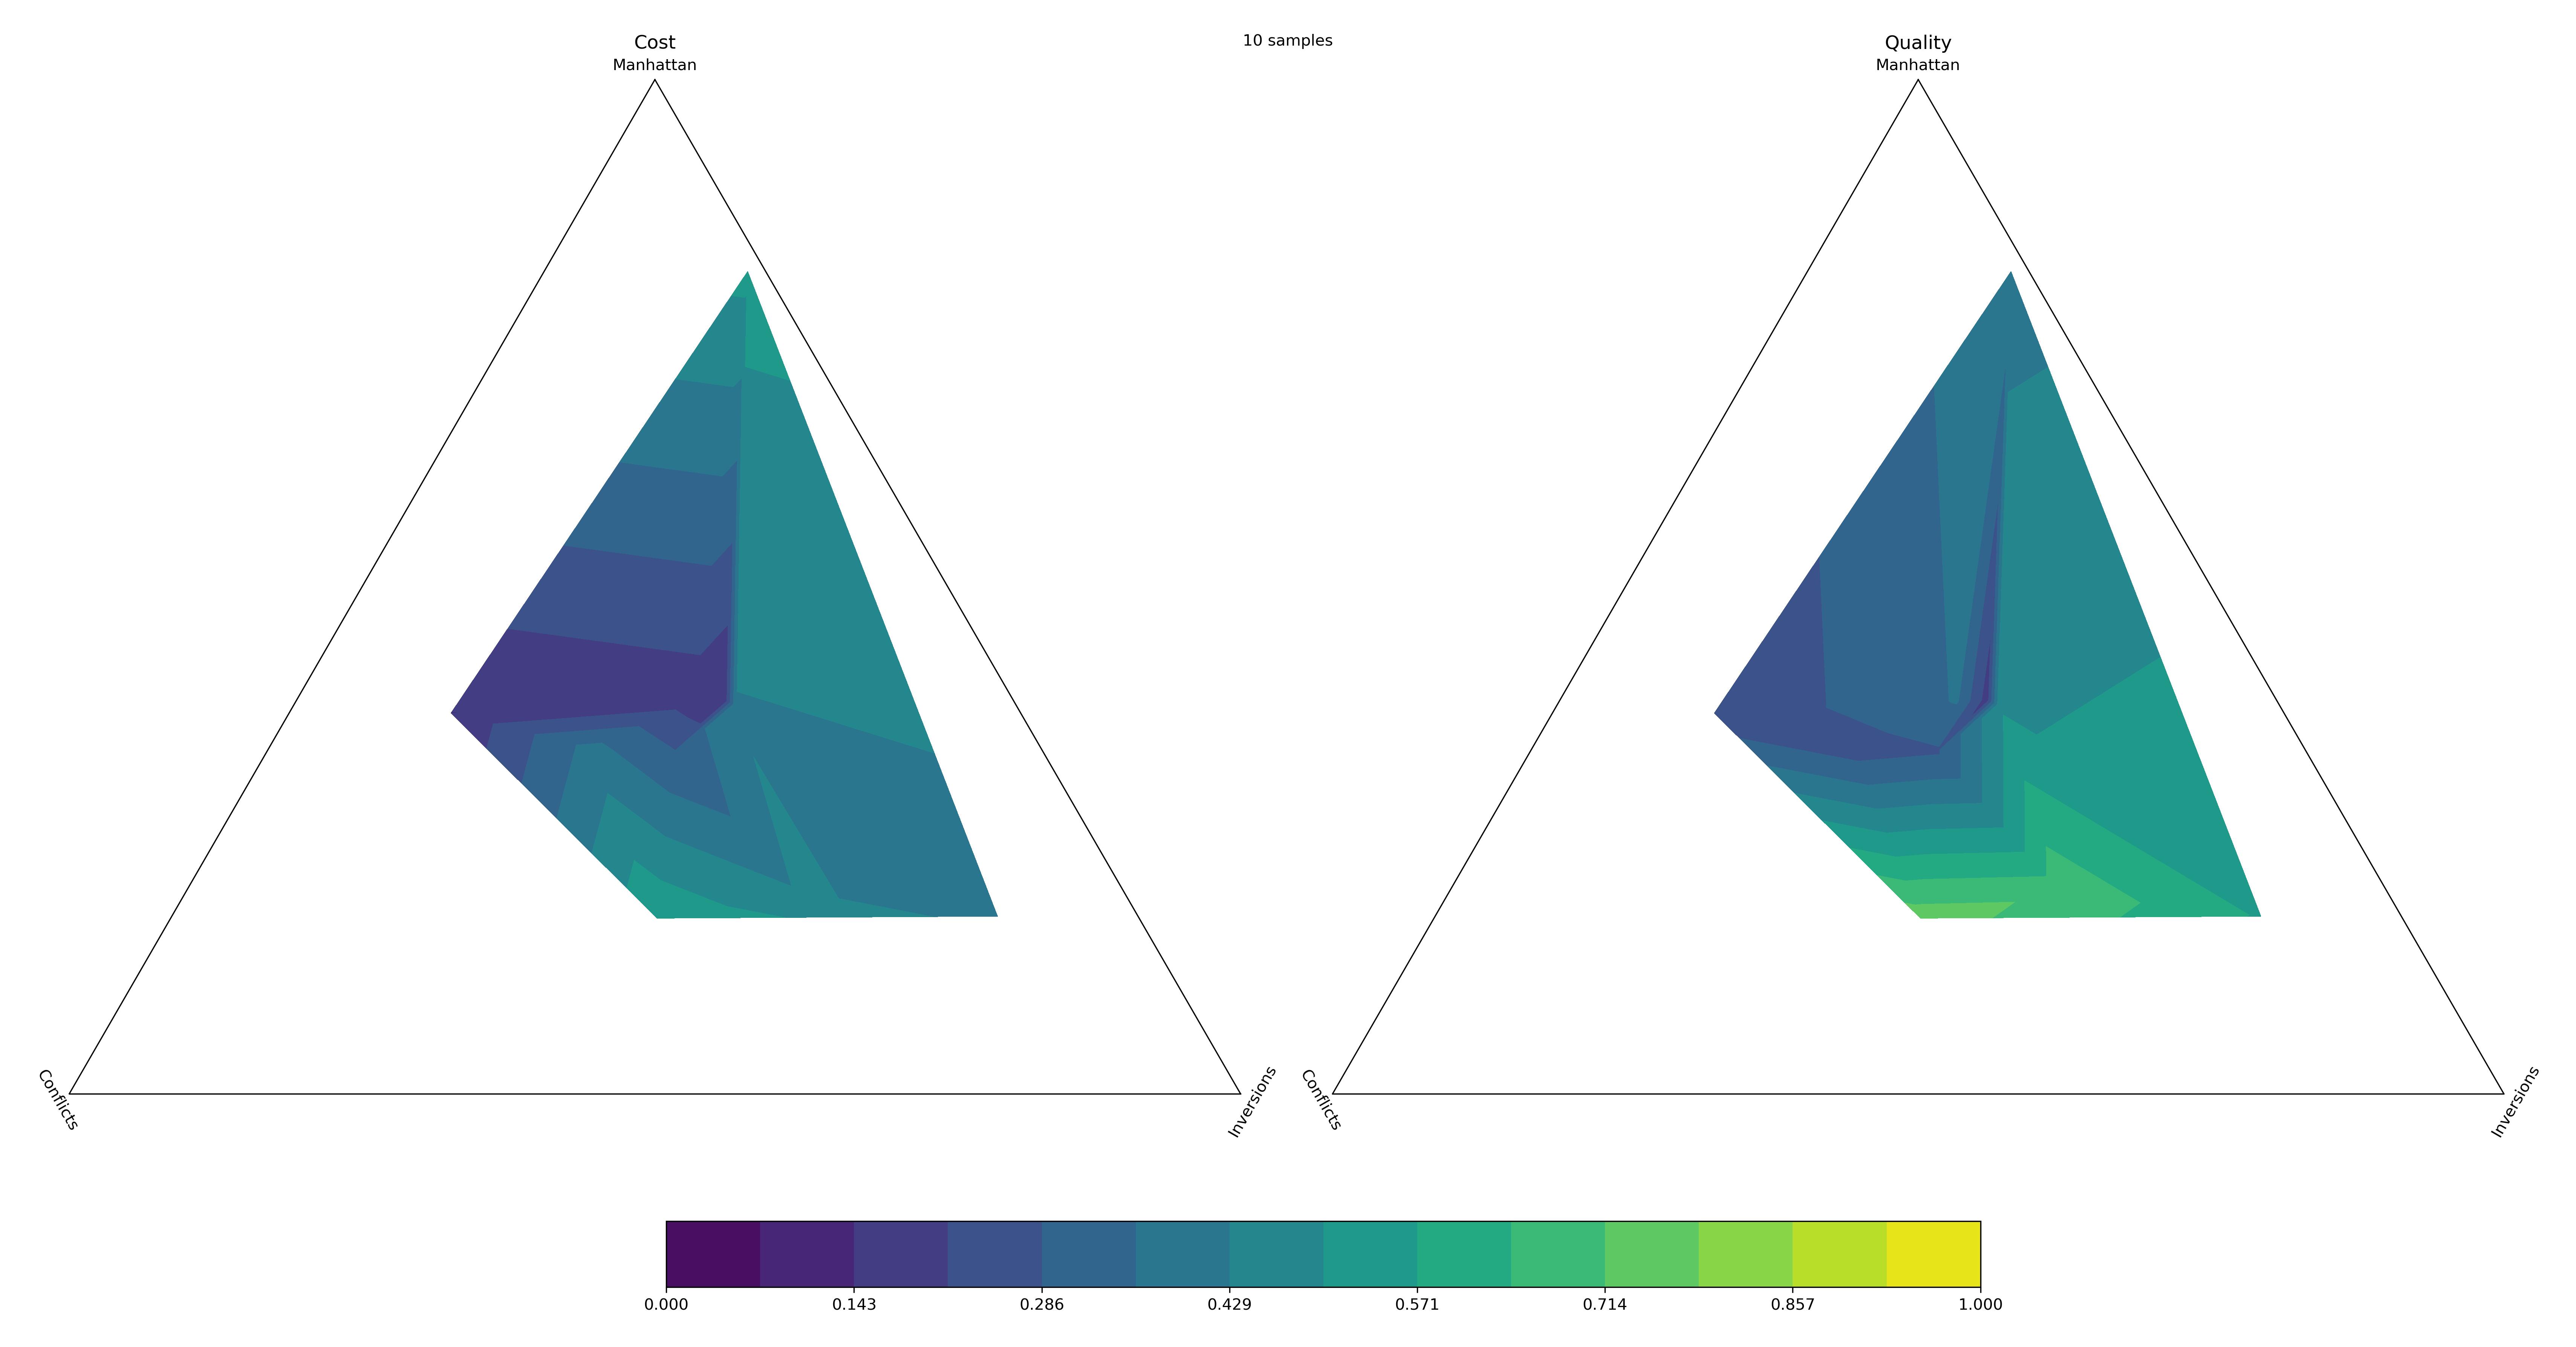 Cost
Manhattan
10 samples
Quality
Manhattan
Conflicts
Inversions
Conflicts
Inversions
0.000 0.143 0.286 0.429 0.571 0.714 0.857 1.000